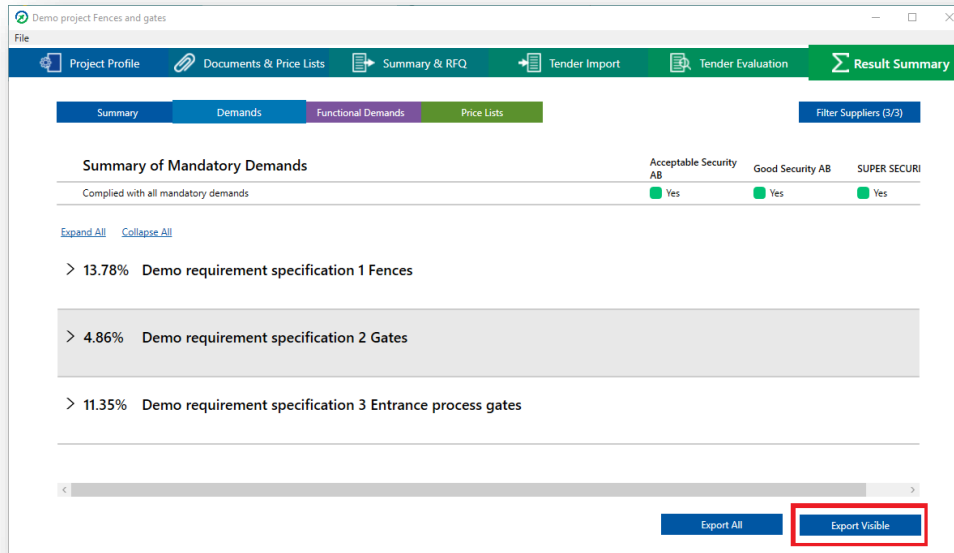 Demo project Fences and gates
File
Project Profile Documents & Price Lists Summary & RFQ Tender Import Tender Evaluation Result Summary
Summary Demands Functional Demands Price Lists Filter Suppliers (3/3)
Summary of Mandatory Demands Acceptable Security AB Good Security AB SUPER SECURI
Complied with all mandatory demands Yes Yes Yes
Expand All Collapse All
13.78% Demo requirement specification 1 Fences
4.86% Demo requirement specification 2 Gates
11.35% Demo requirement specification 3 Entrance process gates
Export All Export Visible